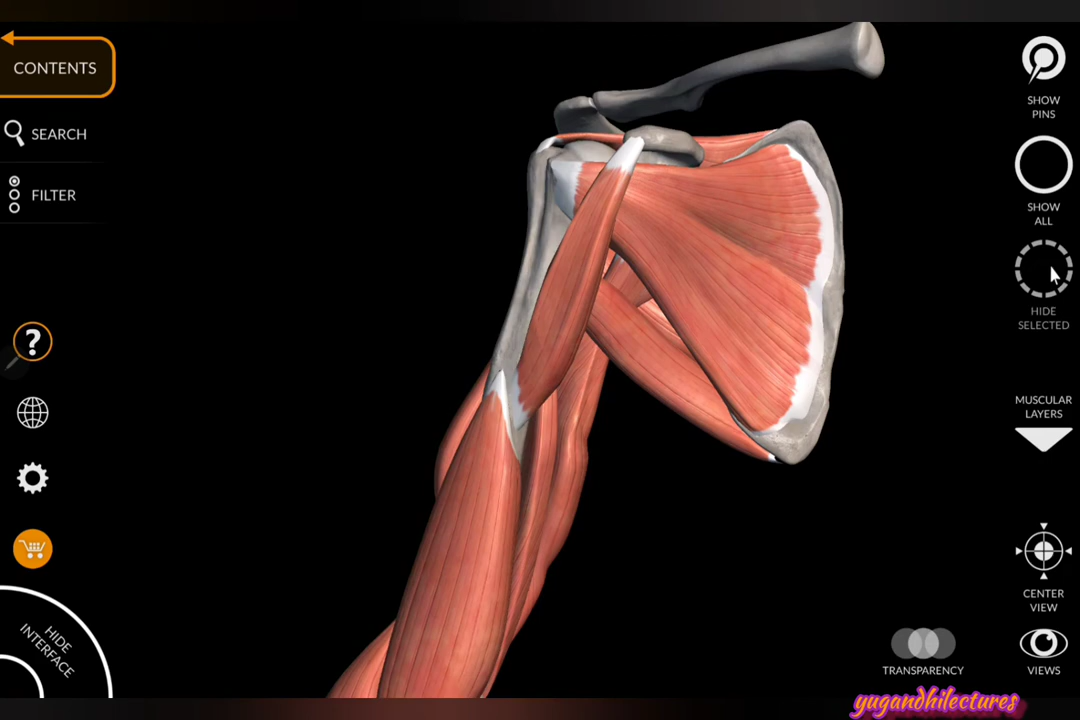 CONTENTS
SEARCH
FILTER
?
HIDE
INTERFACE
SHOW
PINS
SHOW
ALL
HIDE
SELECTED
MUSCULAR
LAYERS
CENTER
VIEW
TRANSPARENCY
VIEWS
yugandhilectures